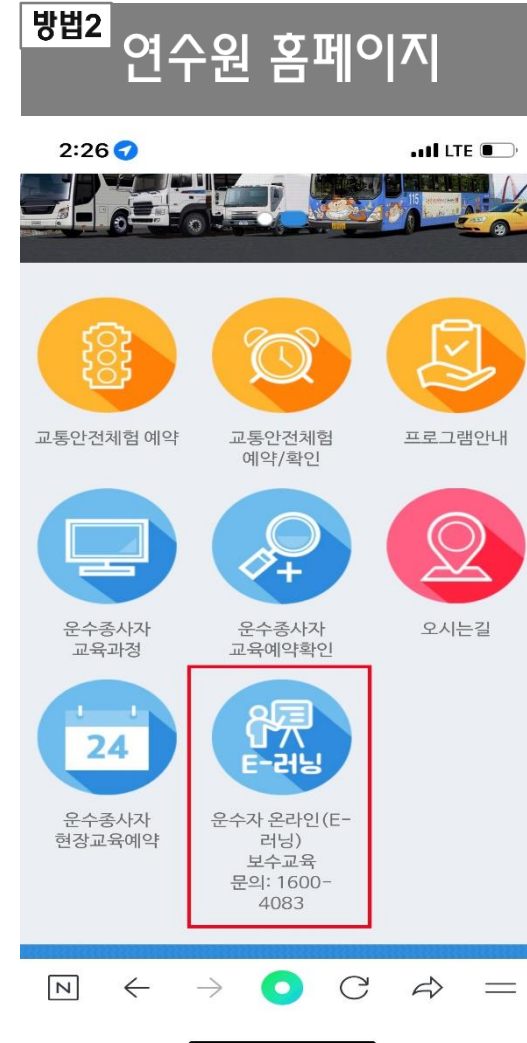 방법2
연수원 홈페이지
2:26
LTE
115
교통안전체험 예약
교통안전체험
예약/확인
프로그램안내
운수종사자
교육과정
운수종사자
교육예약확인
오시는길
24
E-러닝
운수종사자
현장교육예약
운수자 온라인(E-
러닝)
보수교육
문의: 1600-
4083
N